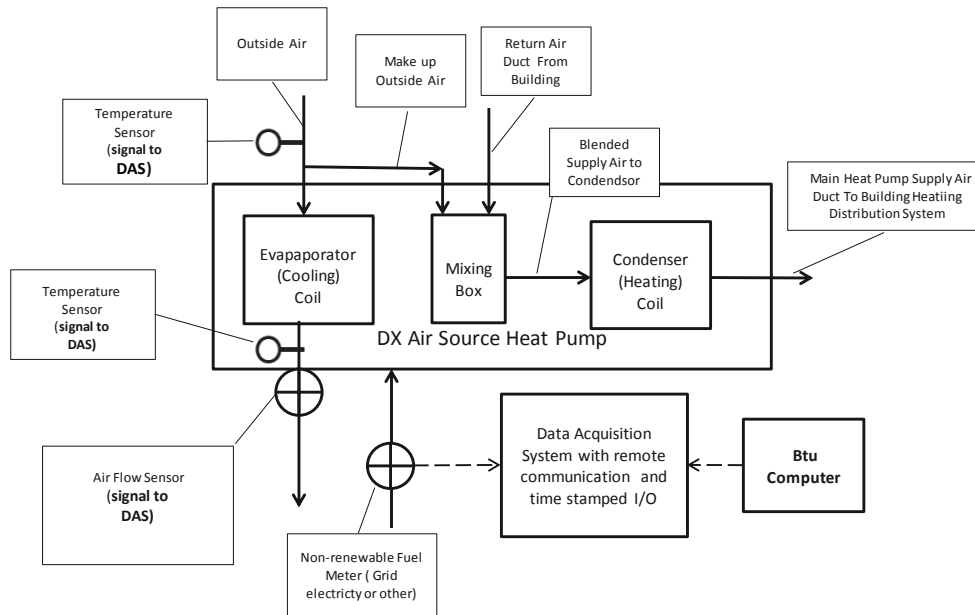 Outside Air
Make up
Outside Air
Return Air
Duct From
Building
Temperature
Sensor
(signal to
DAS)
Blended
Supply Air to
Condendsor
Main Heat Pump Supply Air
Duct To Building Heatiing
Distribution System
Evapaporator
(Cooling)
Coil
Mixing
Box
Condenser
(Heating)
Coil
DX Air Source Heat Pump
Temperature
Sensor
(signal to
DAS)
Air Flow Sensor
(signal to
DAS)
Data Acquisition
System with remote
communication and
time stamped I/O
Btu
Computer
Non-renewable Fuel
Meter ( Grid
electricty or other)